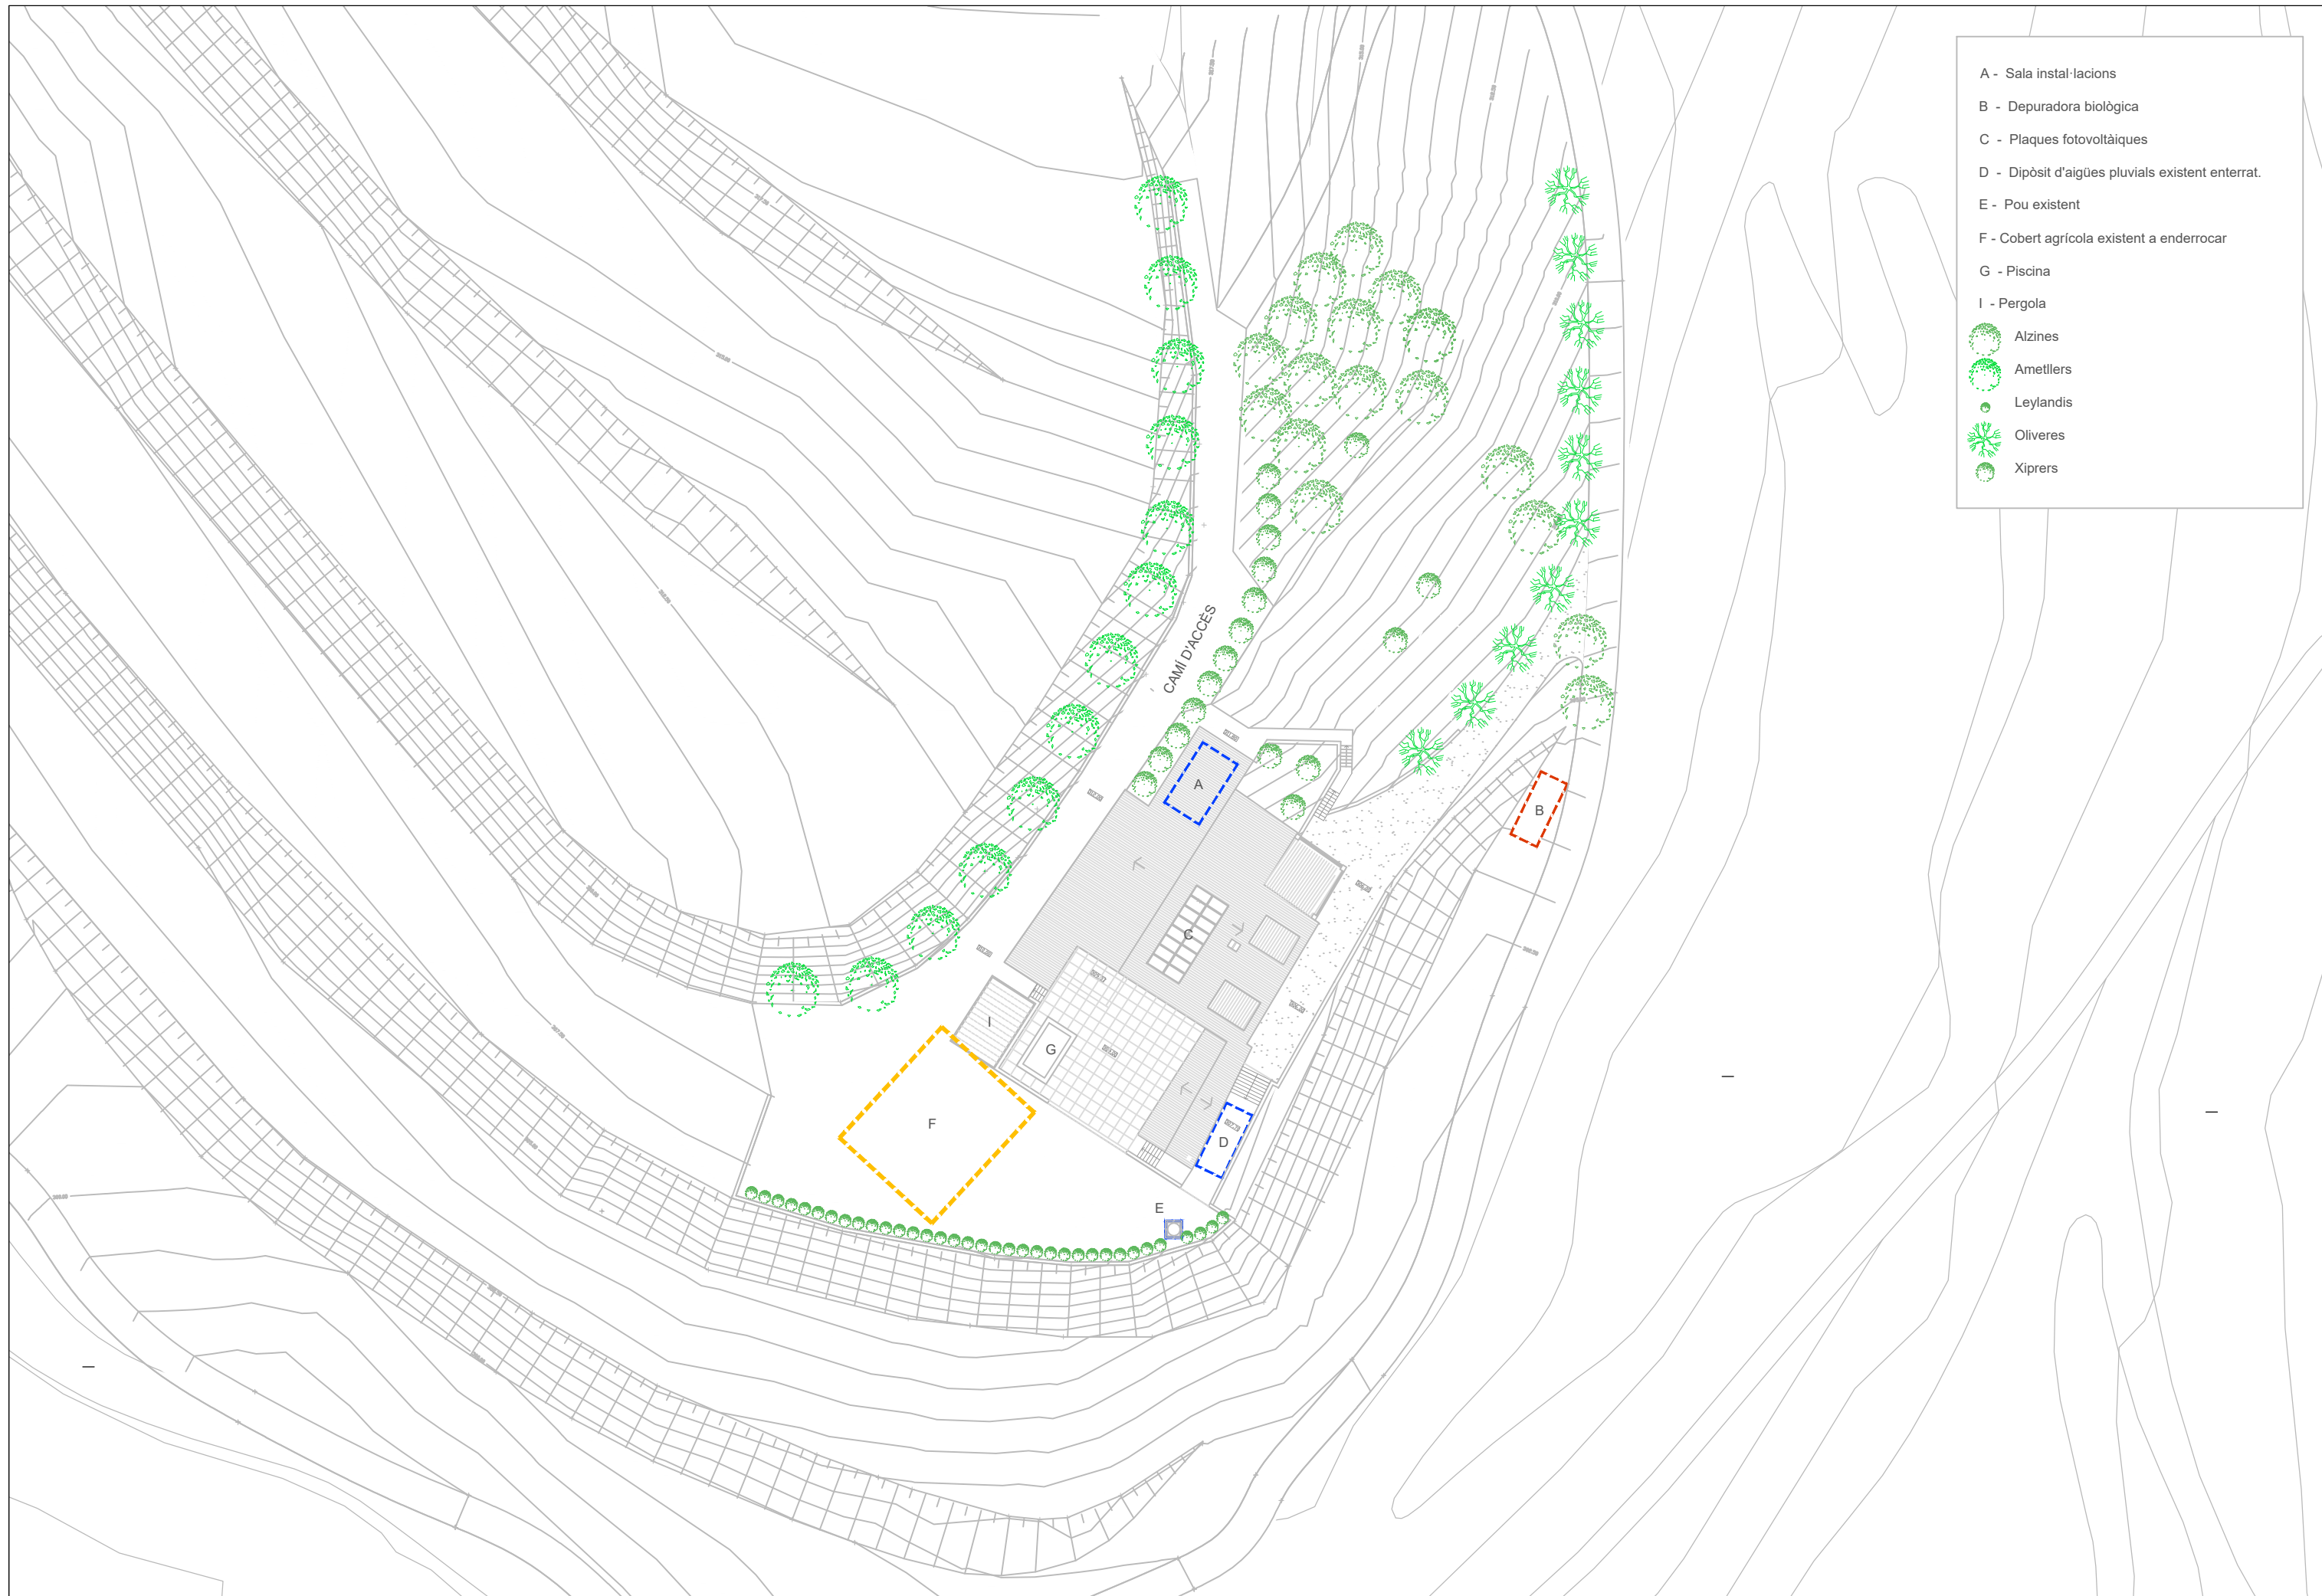 A - Sala instal·lacions
B - Depuradora biològica
C - Plaques fotovoltàiques
D - Dipòsit d'aigües pluvials existent enterrat.
E - Pou existent
F - Cobert agrícola existent a enderrocar
G - Piscina
I - Pergola
Alzines
Ametllers
Leylandis
Oliveres
Xiprers
CAMÍ D'ACCÈS
A
B
C
I
G
F
D
E